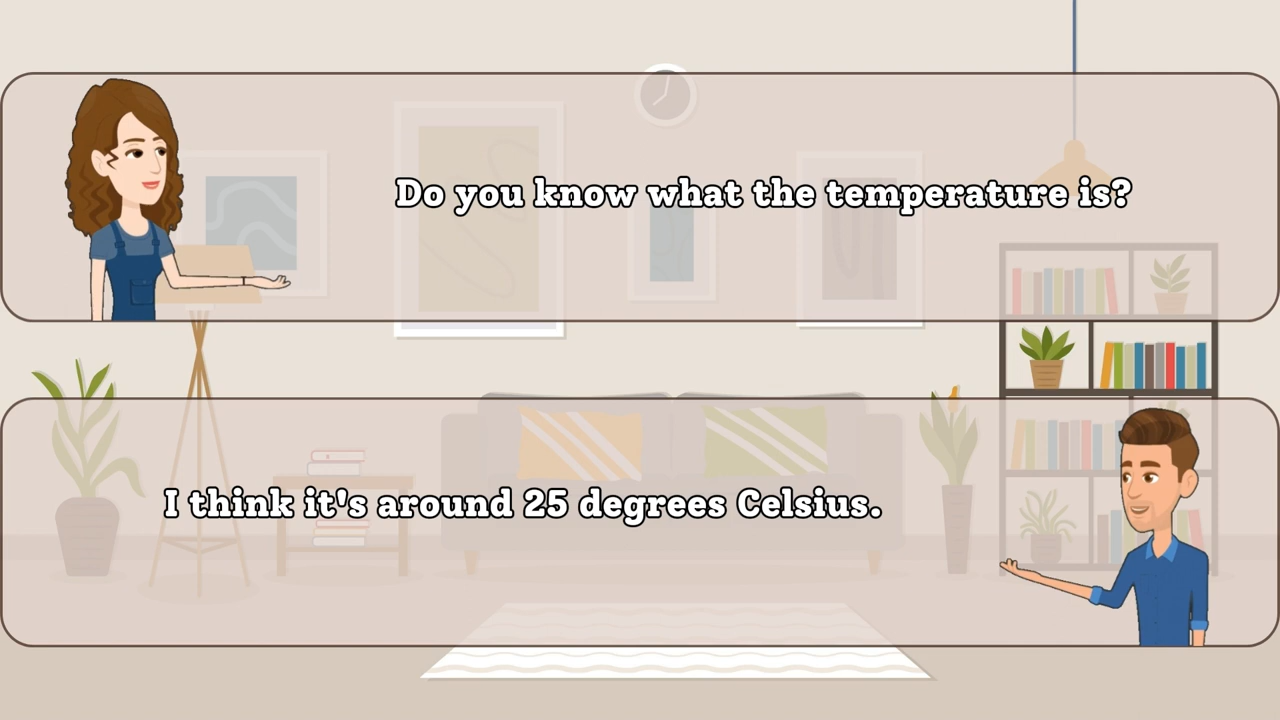 Do you know what the temperature is?
I think it's around 25 degrees Celsius.